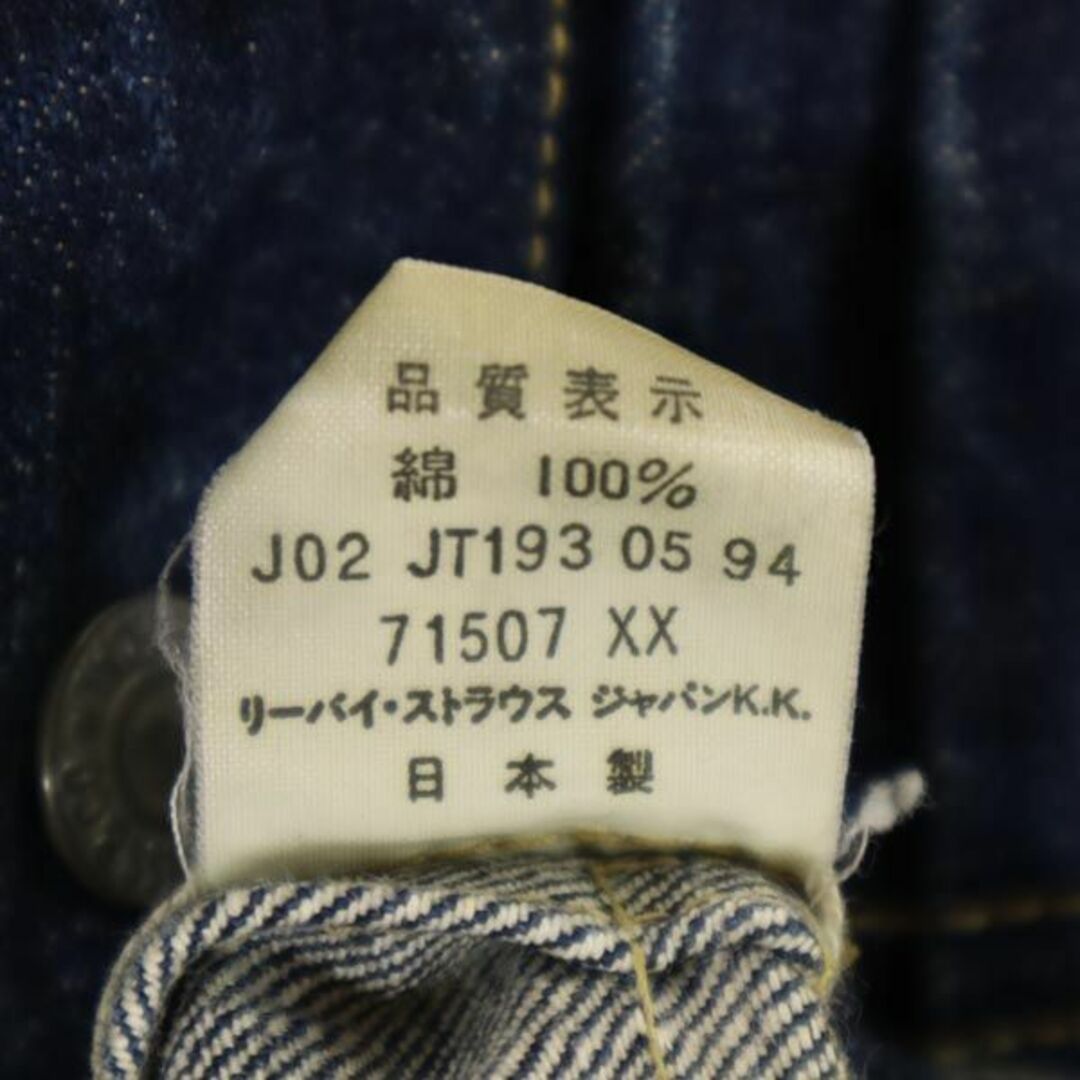 品質表示
綿 100%
J02 JT193 05 94
71507 XX
リーバイ・ストラウス ジャパンK.K.
日本製